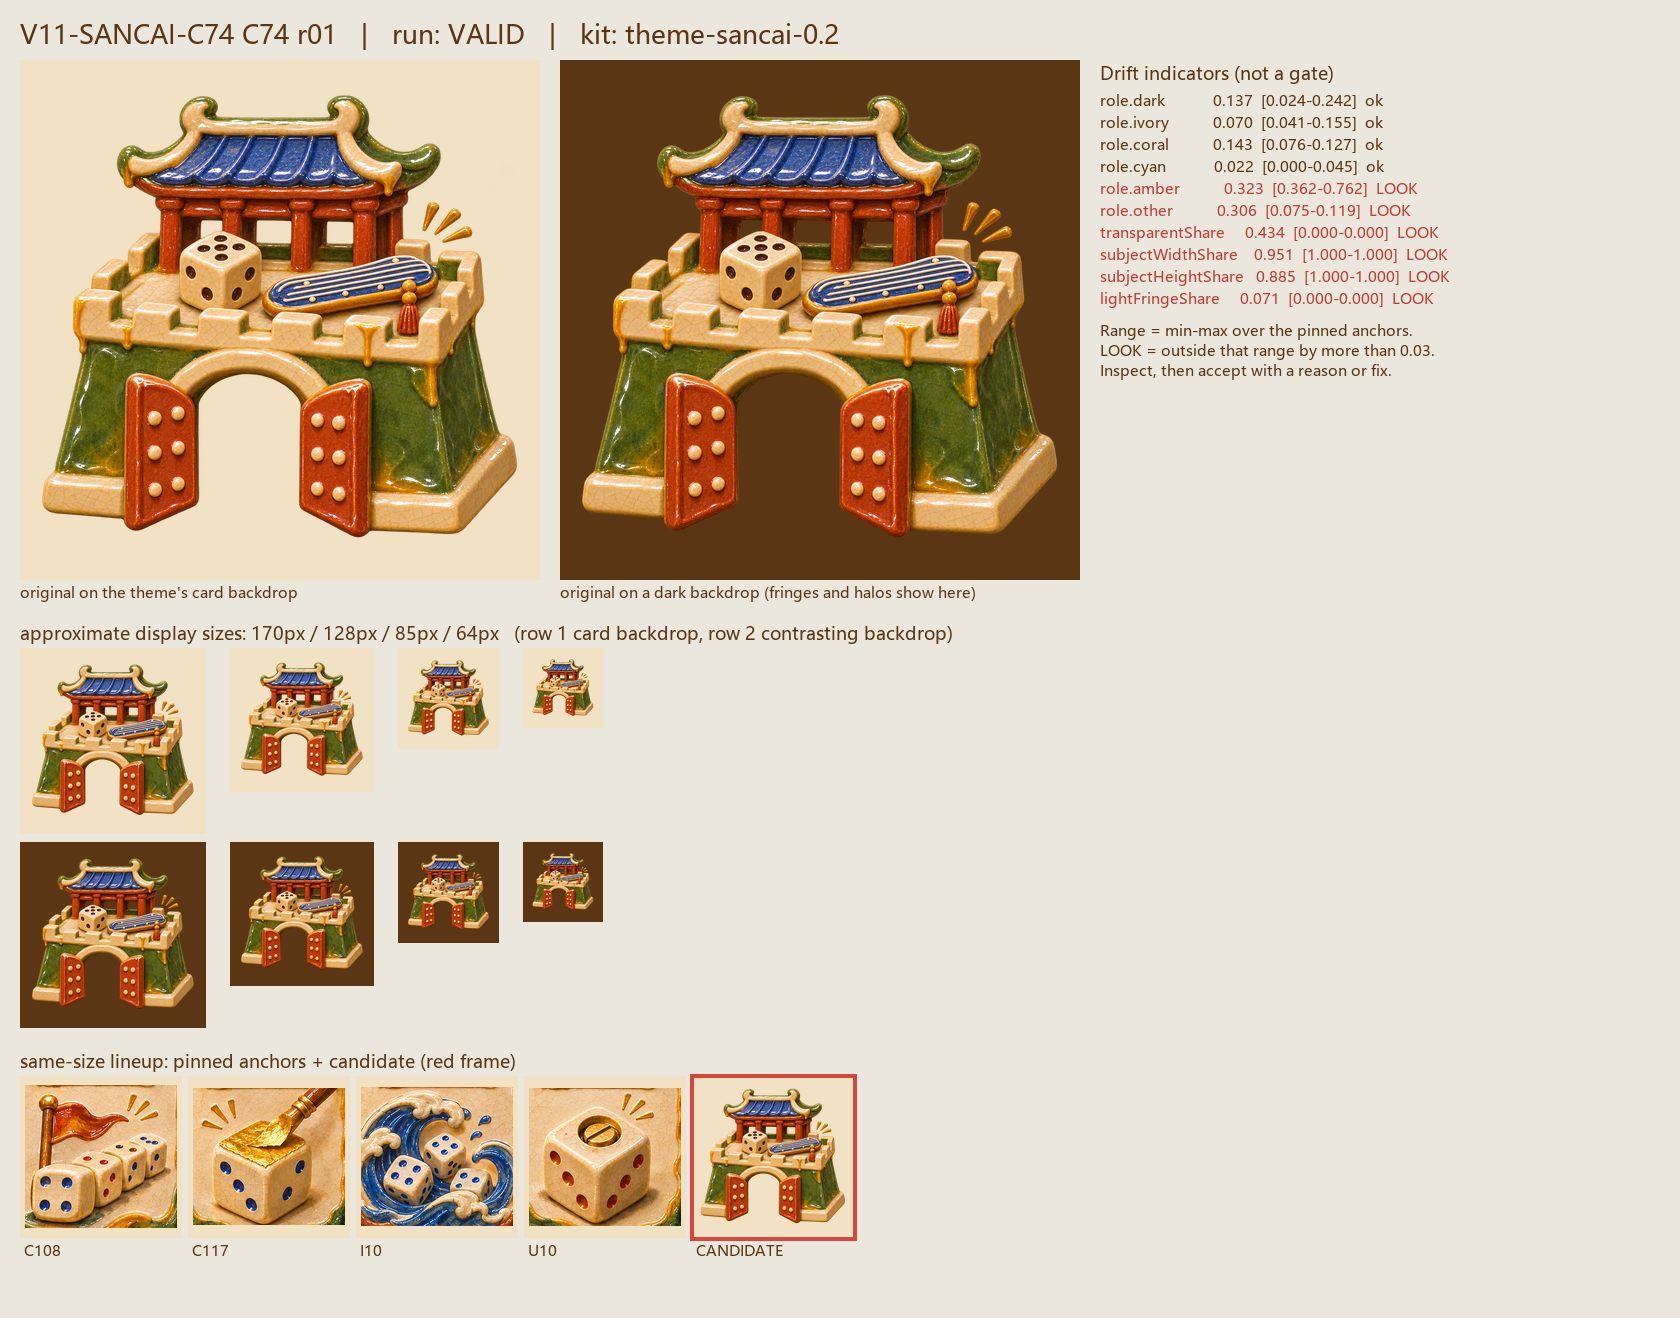 V11-SANCAI-C74 C74 r01 | run: VALID | kit: theme-sancai-0.2
Drift indicators (not a gate)
role.dark 0.137 [0.024-0.242] ok
role.ivory 0.070 [0.041-0.155] ok
role.coral 0.143 [0.076-0.127] ok
role.cyan 0.022 [0.000-0.045] ok
role.amber 0.323 [0.362-0.762] LOOK
role.other 0.306 [0.075-0.119] LOOK
transparentShare 0.434 [0.000-0.000] LOOK
subjectWidthShare 0.951 [1.000-1.000] LOOK
subjectHeightShare 0.885 [1.000-1.000] LOOK
lightFringeShare 0.071 [0.000-0.000] LOOK
Range = min-max over the pinned anchors.
LOOK = outside that range by more than 0.03.
Inspect, then accept with a reason or fix.
original on the theme's card backdrop
original on a dark backdrop (fringes and halos show here)
approximate display sizes: 170px / 128px / 85px / 64px (row 1 card backdrop, row 2 contrasting backdrop)
same-size lineup: pinned anchors + candidate (red frame)
C108
C117
I10
U10
CANDIDATE